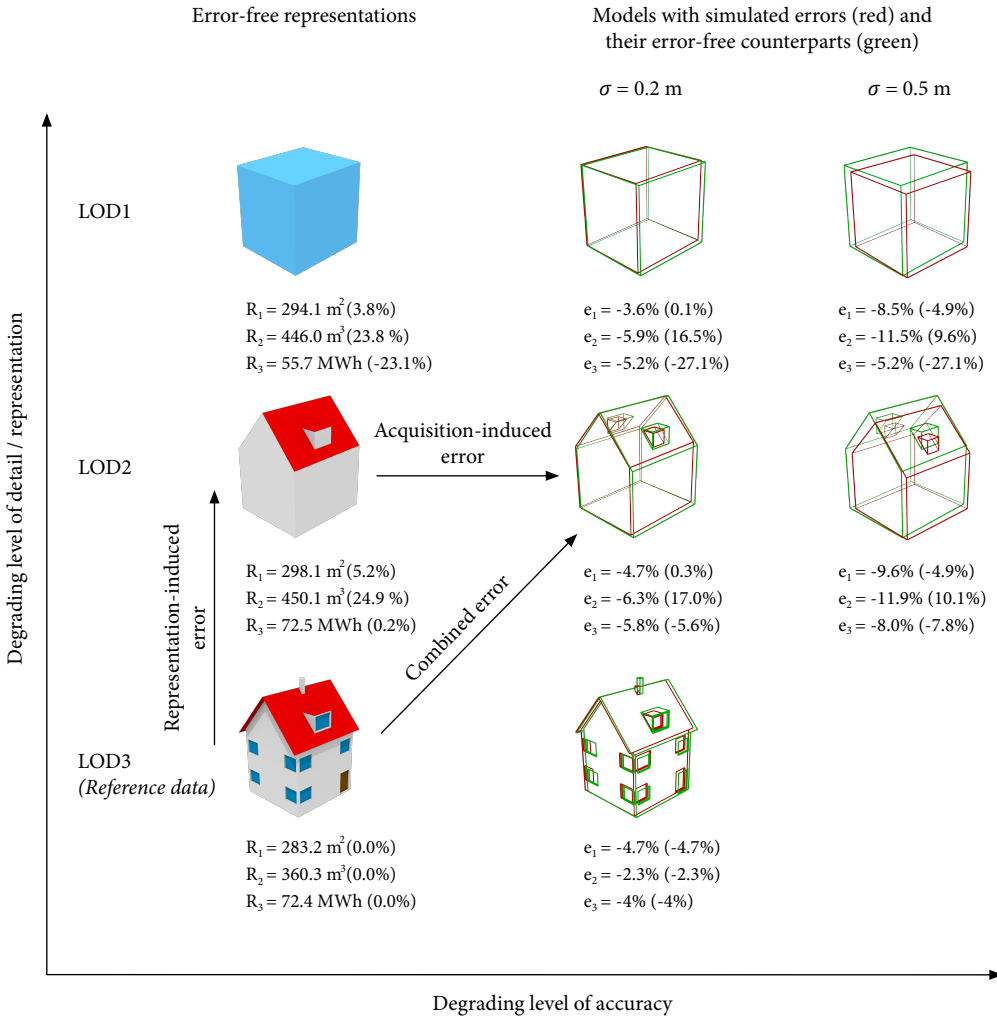 Error-free representations
Models with simulated errors (red) and
their error-free counterparts (green)
σ = 0.2 m
σ = 0.5 m
LOD1
R₁ = 294.1 m² (3.8%)
R₂ = 446.0 m³ (23.8 %)
R₃ = 55.7 MWh (-23.1%)
e₁ = -3.6% (0.1%)
e₂ = -5.9% (16.5%)
e₃ = -5.2% (-27.1%)
e₁ = -8.5% (-4.9%)
e₂ = -11.5% (9.6%)
e₃ = -5.2% (-27.1%)
Degrading level of detail / representation
LOD2
Acquisition-induced
error
R₁ = 298.1 m² (5.2%)
R₂ = 450.1 m³ (24.9 %)
R₃ = 72.5 MWh (0.2%)
e₁ = -4.7% (0.3%)
e₂ = -6.3% (17.0%)
e₃ = -5.8% (-5.6%)
e₁ = -9.6% (-4.9%)
e₂ = -11.9% (10.1%)
e₃ = -8.0% (-7.8%)
Representation-induced
error
Combined error
LOD3
(Reference data)
R₁ = 283.2 m² (0.0%)
R₂ = 360.3 m³ (0.0%)
R₃ = 72.4 MWh (0.0%)
e₁ = -4.7% (-4.7%)
e₂ = -2.3% (-2.3%)
e₃ = -4% (-4%)
Degrading level of accuracy